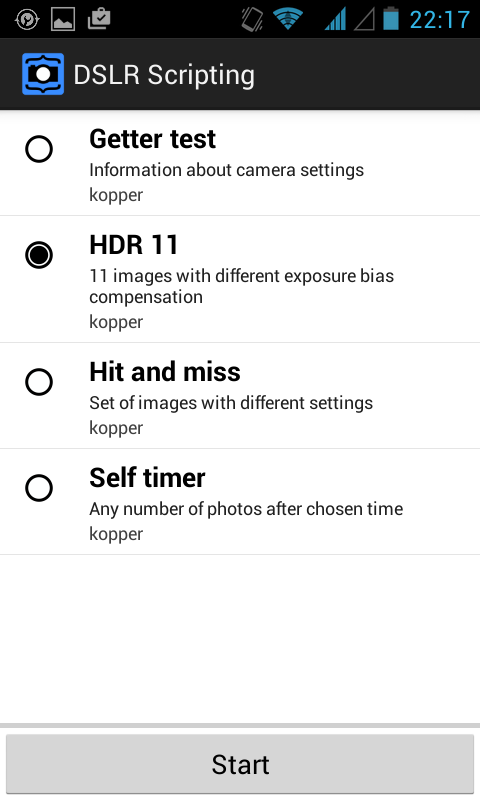 22:17
DSLR Scripting
Getter test
Information about camera settings
kopper
HDR 11
11 images with different exposure bias
compensation
kopper
Hit and miss
Set of images with different settings
kopper
Self timer
Any number of photos after chosen time
kopper
Start